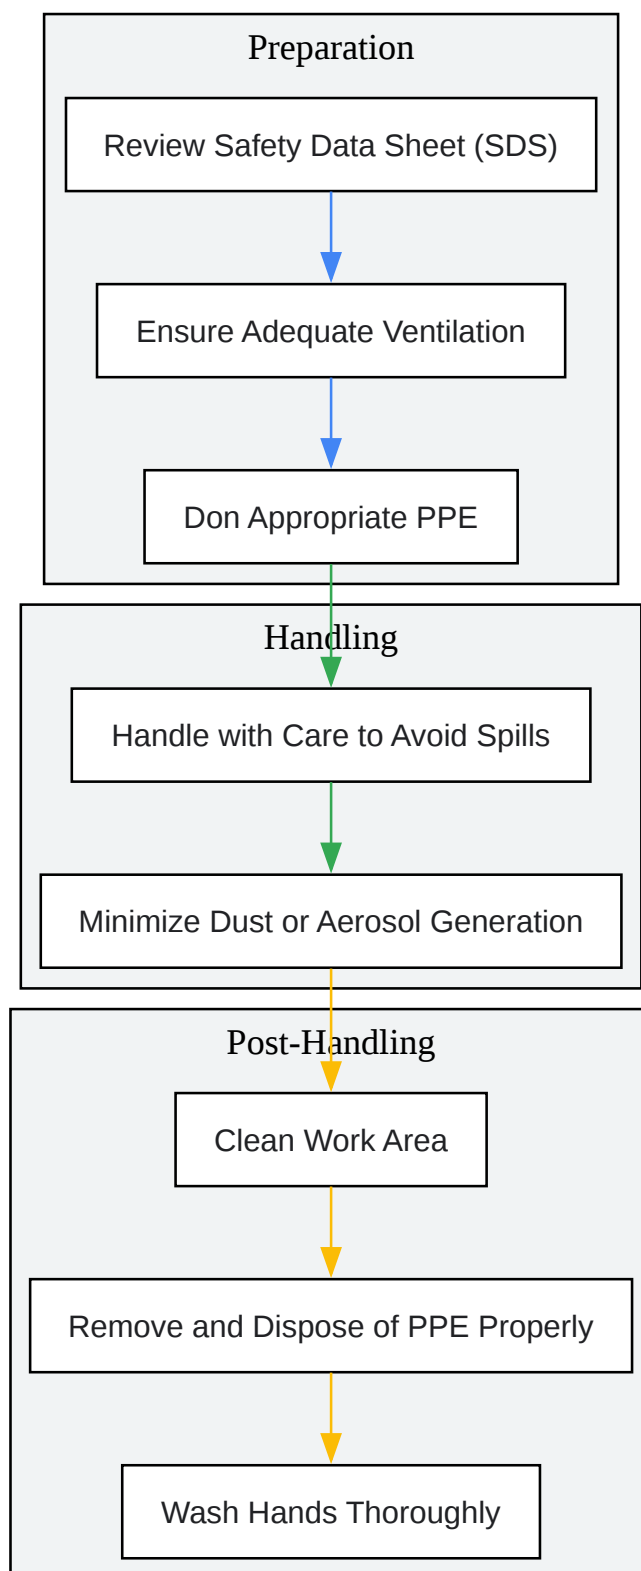 Preparation
Review Safety Data Sheet (SDS)
Ensure Adequate Ventilation
Don Appropriate PPE
Handling
Handle with Care to Avoid Spills
Minimize Dust or Aerosol Generation
Post-Handling
Clean Work Area
Remove and Dispose of PPE Properly
Wash Hands Thoroughly